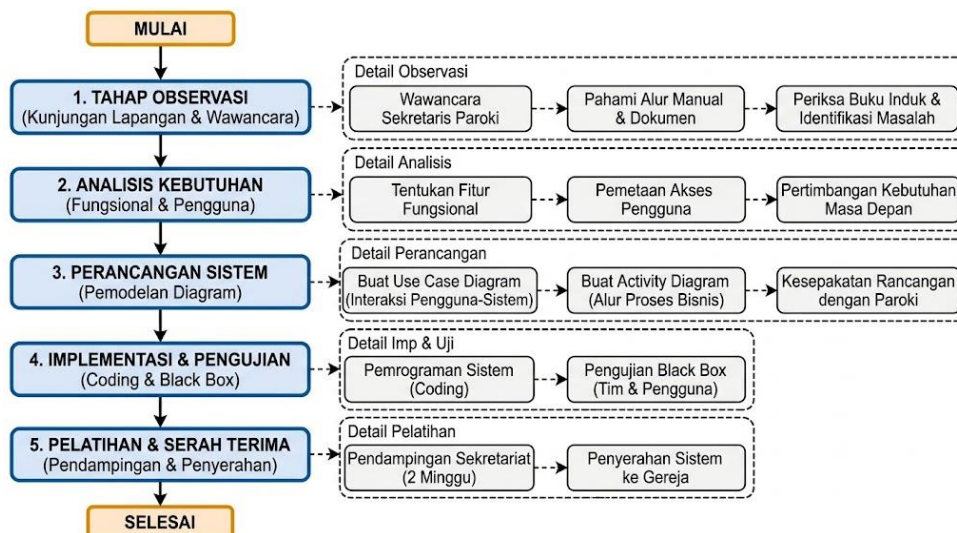 MULAI
1. TAHAP OBSERVASI
(Kunjungan Lapangan & Wawancara)
Detail Observasi
Wawancara
Sekretaris Paroki
Pahami Alur Manual
& Dokumen
Periksa Buku Induk &
Identifikasi Masalah
2. ANALISIS KEBUTUHAN
(Fungsional & Pengguna)
Detail Analisis
Tentukan Fitur
Fungsional
Pemetaan Akses
Pengguna
Pertimbangan Kebutuhan
Masa Depan
3. PERANCANGAN SISTEM
(Pemodelan Diagram)
Detail Perancangan
Buat Use Case Diagram
(Interaksi Pengguna-Sistem)
Buat Activity Diagram
(Alur Proses Bisnis)
Kesepakatan Rancangan
dengan Paroki
4. IMPLEMENTASI & PENGUJIAN
(Coding & Black Box)
Detail Imp & Uji
Pemrograman Sistem
(Coding)
Pengujian Black Box
(Tim & Pengguna)
5. PELATIHAN & SERAH TERIMA
(Pendampingan & Penyerahan)
Detail Pelatihan
Pendampingan Sekretariat
(2 Minggu)
Penyerahan Sistem
ke Gereja
SELESAI